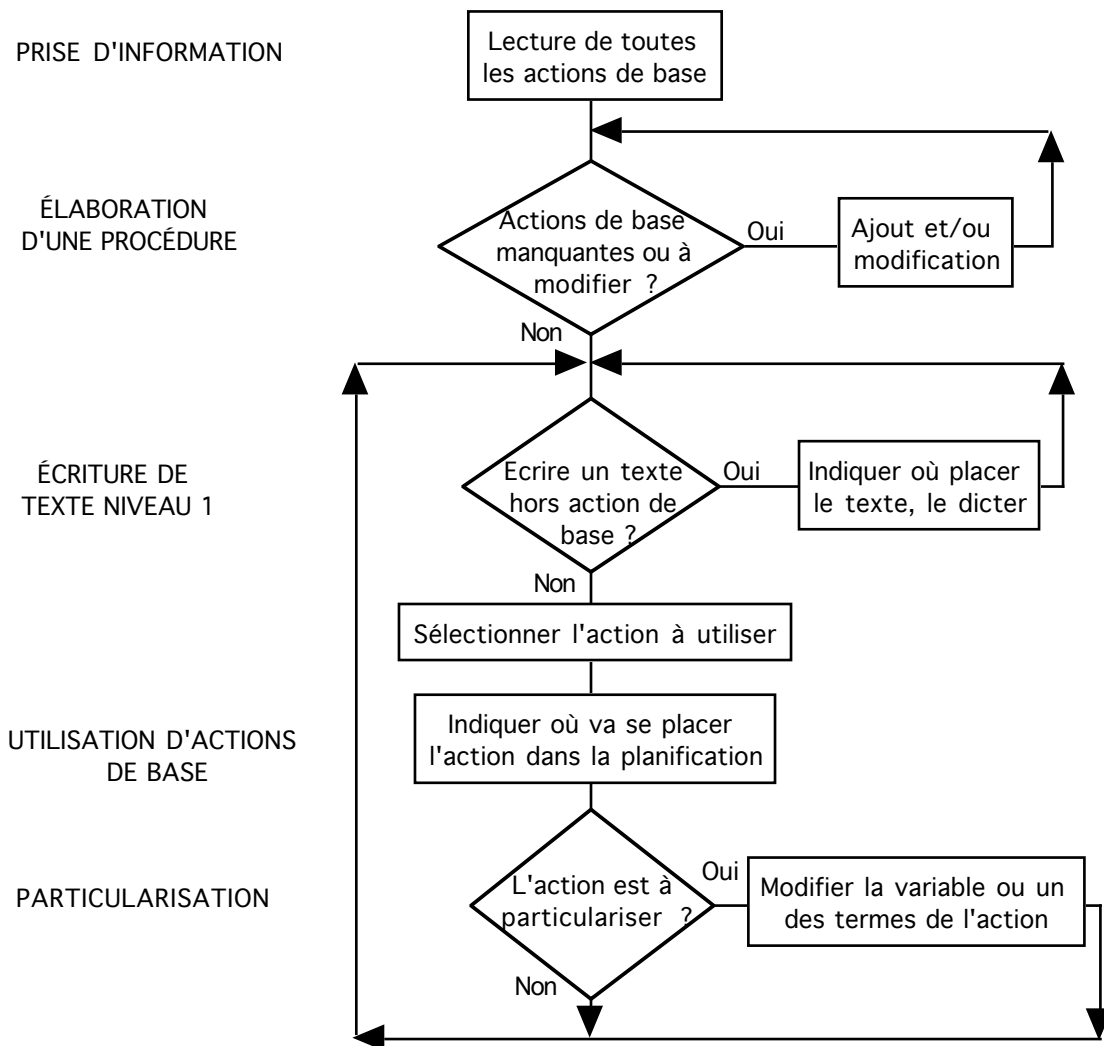 PRISE D'INFORMATION
Lecture de toutes
les actions de base
ÉLABORATION
D'UNE PROCÉDURE
Actions de base
manquantes ou à
modifier ?
Oui
Ajout et/ou
modification
Non
ÉCRITURE DE
TEXTE NIVEAU 1
Ecrire un texte
hors action de
base ?
Oui
Indiquer où placer
le texte, le dicter
Non
Sélectionner l'action à utiliser
UTILISATION D'ACTIONS
DE BASE
Indiquer où va se placer
l'action dans la planification
PARTICULARISATION
L'action est à
particulariser ?
Oui
Modifier la variable ou un
des termes de l'action
Non